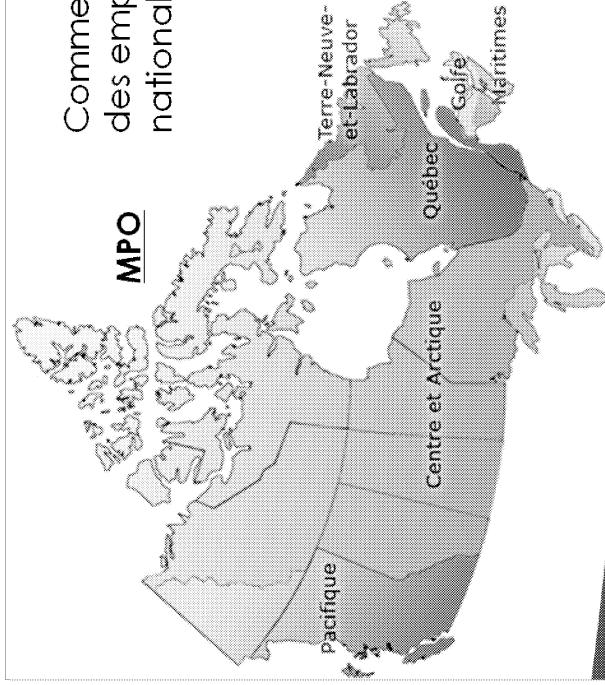 Comme
des emp
national
MPO
Terre-Neuve-
et-Labrador
Golfe
Maritimes
Québec
Centre et Arctique
Pacifique